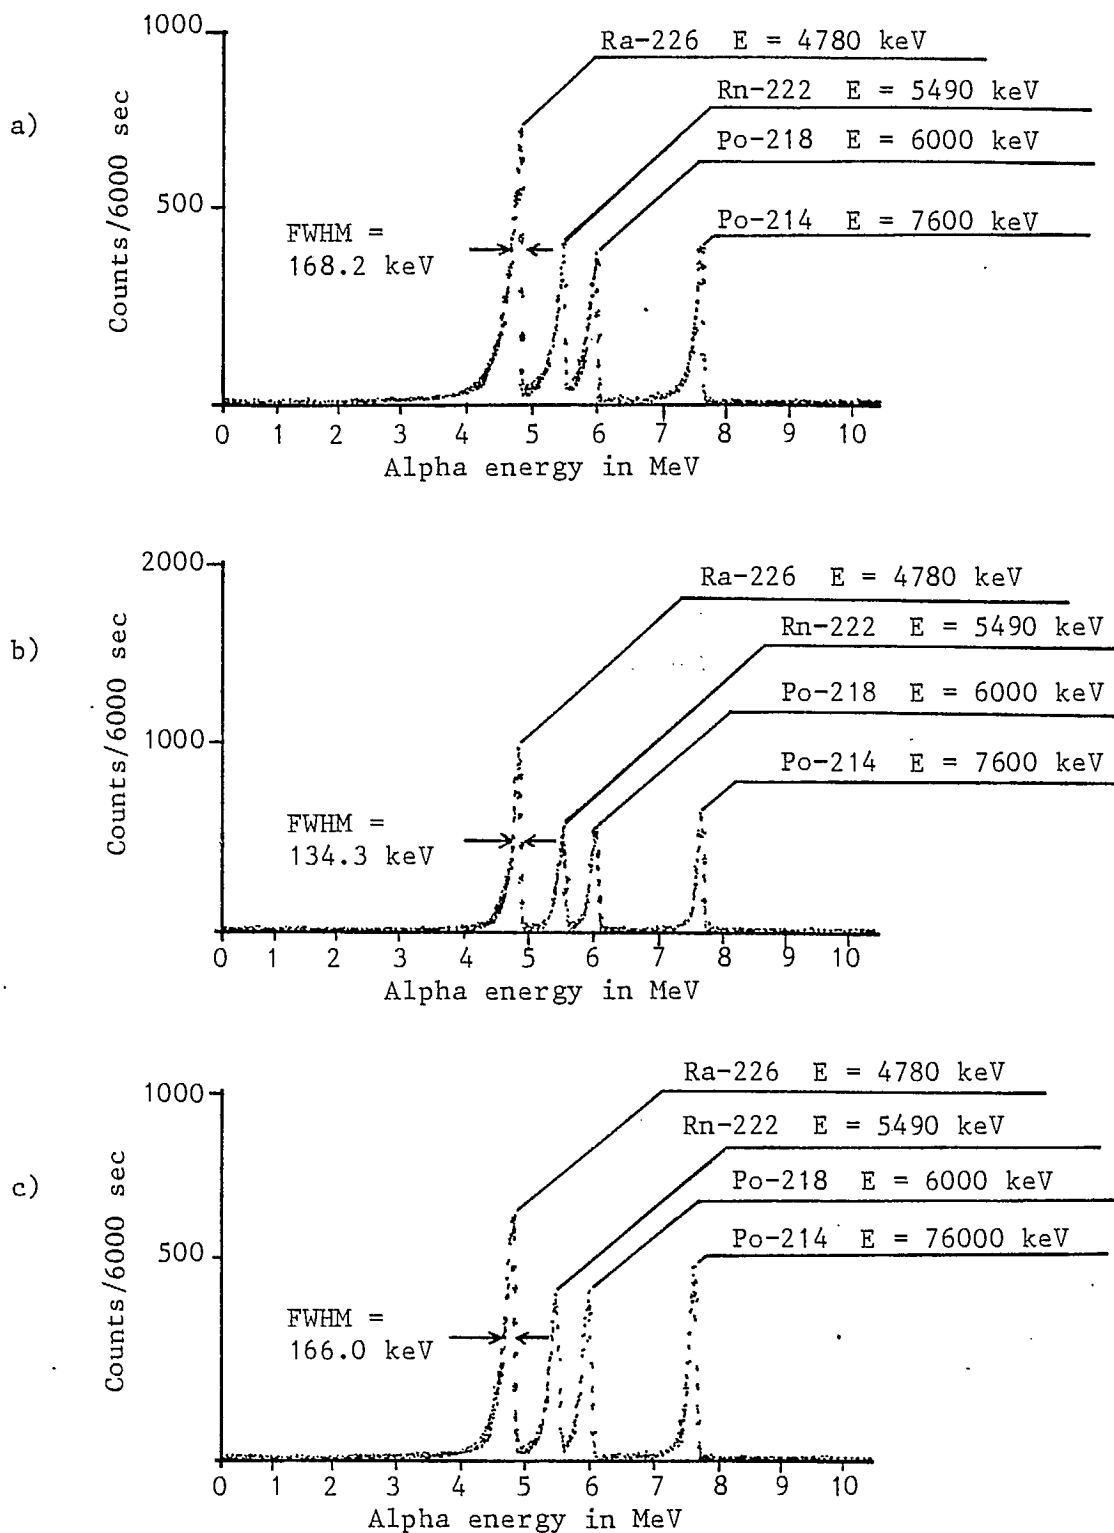 a)
Counts/6000 sec
1000
500
Ra-226 E = 4780 keV
Rn-222 E = 5490 keV
Po-218 E = 6000 keV
Po-214 E = 7600 keV
FWHM =
168.2 keV
0 1 2 3 4 5 6 7 8 9 10
Alpha energy in MeV
b)
Counts/6000 sec
2000
1000
Ra-226 E = 4780 keV
Rn-222 E = 5490 keV
Po-218 E = 6000 keV
Po-214 E = 7600 keV
FWHM =
134.3 keV
0 1 2 3 4 5 6 7 8 9 10
Alpha energy in MeV
c)
Counts/6000 sec
1000
500
Ra-226 E = 4780 keV
Rn-222 E = 5490 keV
Po-218 E = 6000 keV
Po-214 E = 76000 keV
FWHM =
166.0 keV
0 1 2 3 4 5 6 7 8 9 10
Alpha energy in MeV